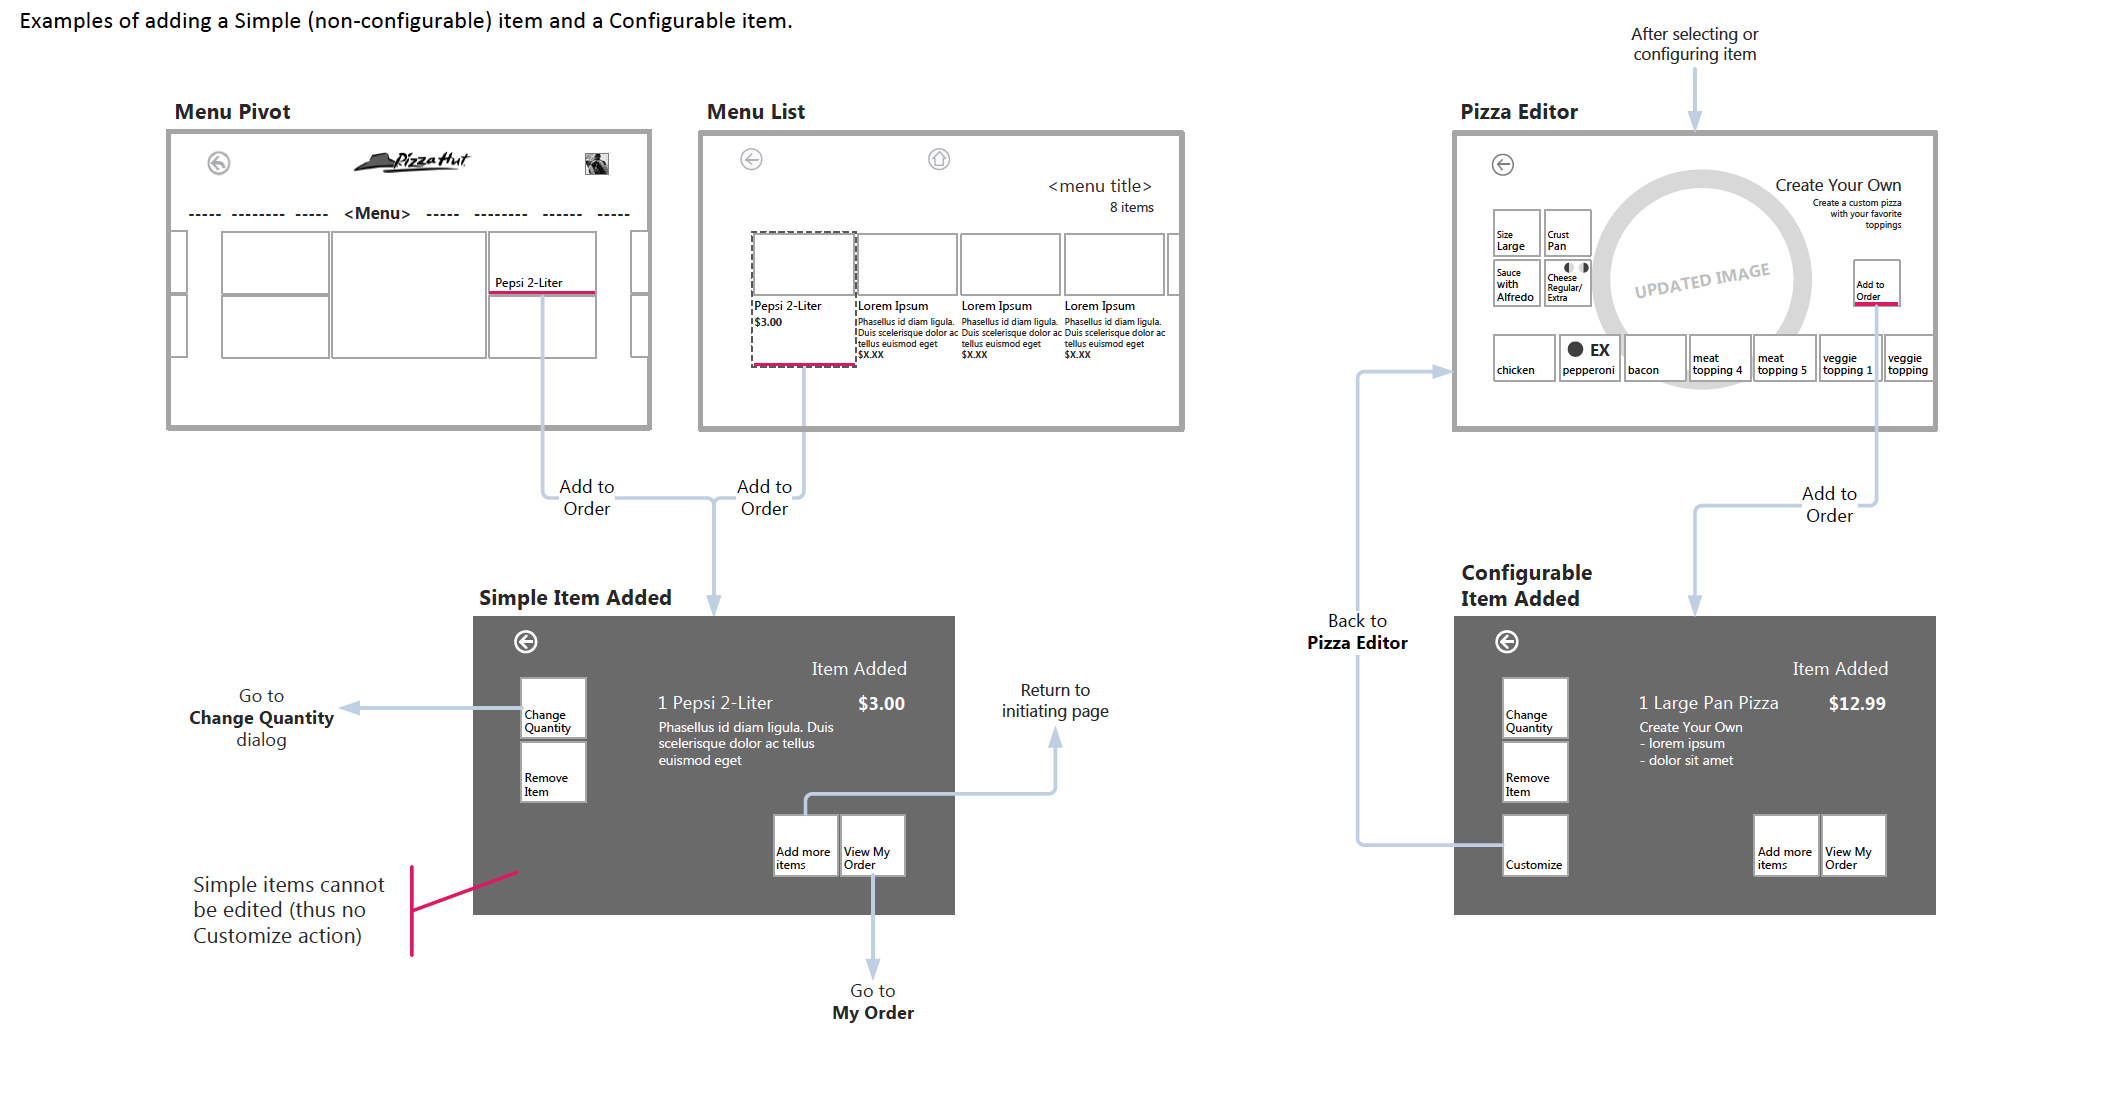 Examples of adding a Simple (non-configurable) item and a Configurable item.
Menu Pivot
Pizza Hut
----- -------- ----- <Menu> ----- -------- ------ -----
Pepsi 2-Liter
Menu List
<menu title>
8 items
Pepsi 2-Liter
$3.00
Lorem Ipsum
Phasellus id diam ligula.
Duis scelerisque dolor ac
tellus euismod eget
$X.XX
Lorem Ipsum
Phasellus id diam ligula.
Duis scelerisque dolor ac
tellus euismod eget
$X.XX
Lorem Ipsum
Phasellus id diam ligula.
Duis scelerisque dolor ac
tellus euismod eget
$X.XX
Add to
Order
Add to
Order
Simple Item Added
Item Added
1 Pepsi 2-Liter $3.00
Phasellus id diam ligula. Duis
scelerisque dolor ac tellus
euismod eget
Change
Quantity
Remove
Item
Add more
items
View My
Order
Go to
Change Quantity
dialog
Return to
initiating page
Simple items cannot
be edited (thus no
Customize action)
Go to
My Order
After selecting or
configuring item
Pizza Editor
Create Your Own
Create a custom pizza
with your favorite
toppings
Size
Large
Crust
Pan
Sauce
with
Alfredo
Cheese
Regular/
Extra
UPDATED IMAGE
Add to
Order
chicken
EX
pepperoni
bacon
meat
topping 4
meat
topping 5
veggie
topping 1
veggie
topping
Add to
Order
Back to
Pizza Editor
Configurable
Item Added
Item Added
1 Large Pan Pizza $12.99
Create Your Own
- lorem ipsum
- dolor sit amet
Change
Quantity
Remove
Item
Customize
Add more
items
View My
Order